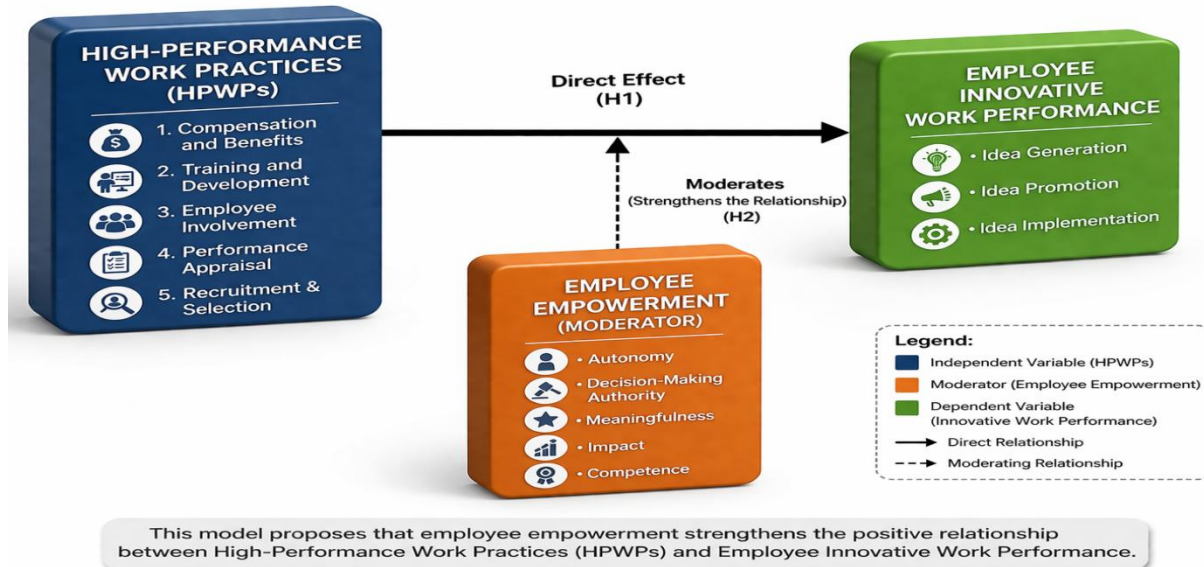 HIGH-PERFORMANCE
WORK PRACTICES
(HPWPs)
1. Compensation
and Benefits
2. Training and
Development
3. Employee
Involvement
4. Performance
Appraisal
5. Recruitment &
Selection
Direct Effect
(H1)
Moderates
(Strengthens the Relationship)
(H2)
EMPLOYEE
INNOVATIVE
WORK PERFORMANCE
• Idea Generation
• Idea Promotion
• Idea Implementation
EMPLOYEE
EMPOWERMENT
(MODERATOR)
• Autonomy
• Decision-Making
Authority
• Meaningfulness
• Impact
• Competence
Legend:
Independent Variable (HPWPs)
Moderator (Employee Empowerment)
Dependent Variable
(Innovative Work Performance)
Direct Relationship
Moderating Relationship
This model proposes that employee empowerment strengthens the positive relationship
between High-Performance Work Practices (HPWPs) and Employee Innovative Work Performance.